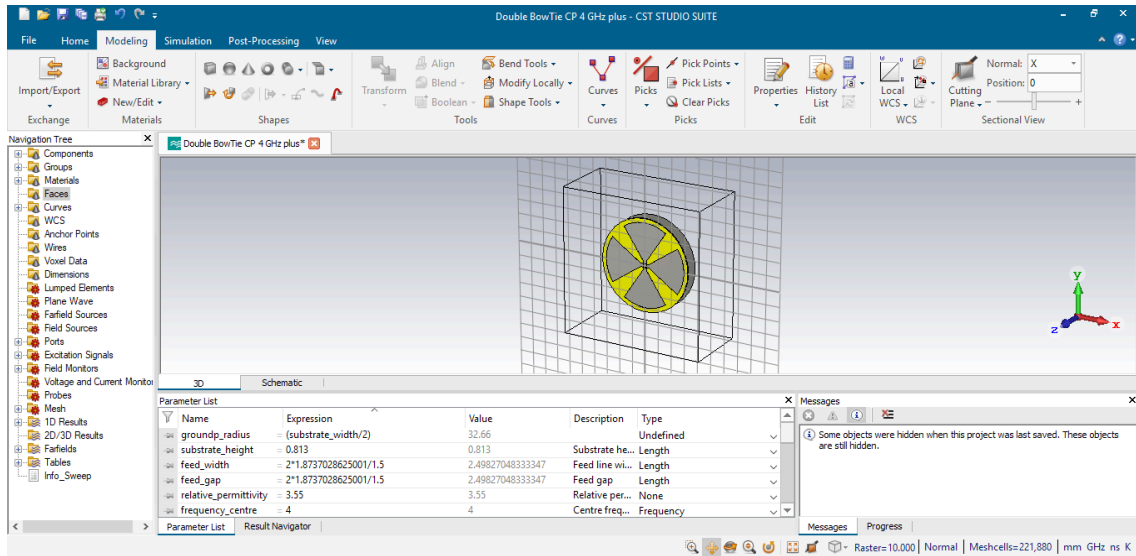 Double BowTie CP 4 GHz plus - CST STUDIO SUITE
File Home Modeling Simulation Post-Processing View
Import/Export
Background
Material Library
New/Edit
Transform
Align
Blend
Boolean
Bend Tools
Modify Locally
Shape Tools
Curves
Picks
Pick Points
Pick Lists
Clear Picks
Properties
History List
Local WCS
Cutting Plane
Normal: X
Position: 0
Exchange Materials Shapes Tools Curves Picks Edit WCS Sectional View
Navigation Tree
Components
Groups
Materials
Faces
Curves
WCS
Anchor Points
Wires
Voxel Data
Dimensions
Lumped Elements
Plane Wave
Farfield Sources
Field Sources
Ports
Excitation Signals
Field Monitors
Voltage and Current Monitor
Probes
Mesh
1D Results
2D/3D Results
Farfields
Tables
Info_Sweep
Double BowTie CP 4 GHz plus*
y
x
z
3D Schematic
Parameter List
Name Expression Value Description Type
groundp_radius = (substrate_width/2) 32.66 Undefined
substrate_height = 0.813 0.813 Substrate he... Length
feed_width = 2*1.8737028625001/1.5 2.49827048333347 Feed line wi... Length
feed_gap = 2*1.8737028625001/1.5 2.49827048333347 Feed gap Length
relative_permittivity = 3.55 3.55 Relative per... None
frequency_centre = 4 4 Centre freq... Frequency
Parameter List Result Navigator
Messages
Some objects were hidden when this project was last saved. These objects
are still hidden.
Messages Progress
Raster=10.000 Normal Meshcells=221,880 mm GHz ns K